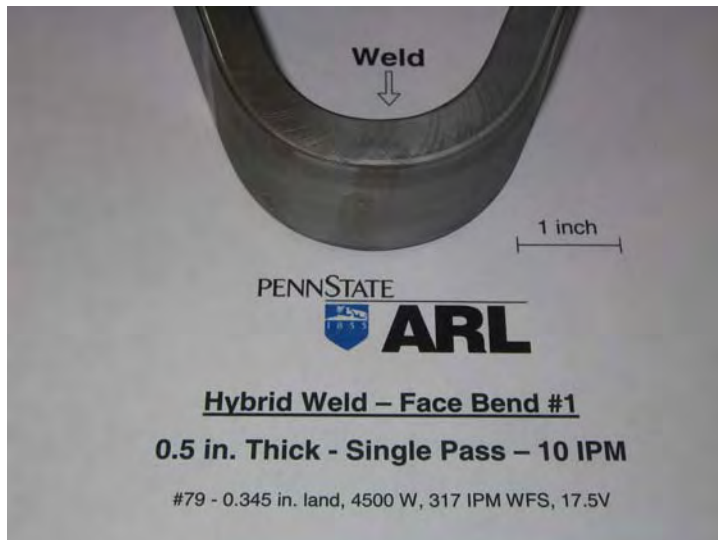 Weld
1 inch
PENNSTATE
1855
ARL
Hybrid Weld – Face Bend #1
0.5 in. Thick - Single Pass – 10 IPM
#79 - 0.345 in. land, 4500 W, 317 IPM WFS, 17.5V